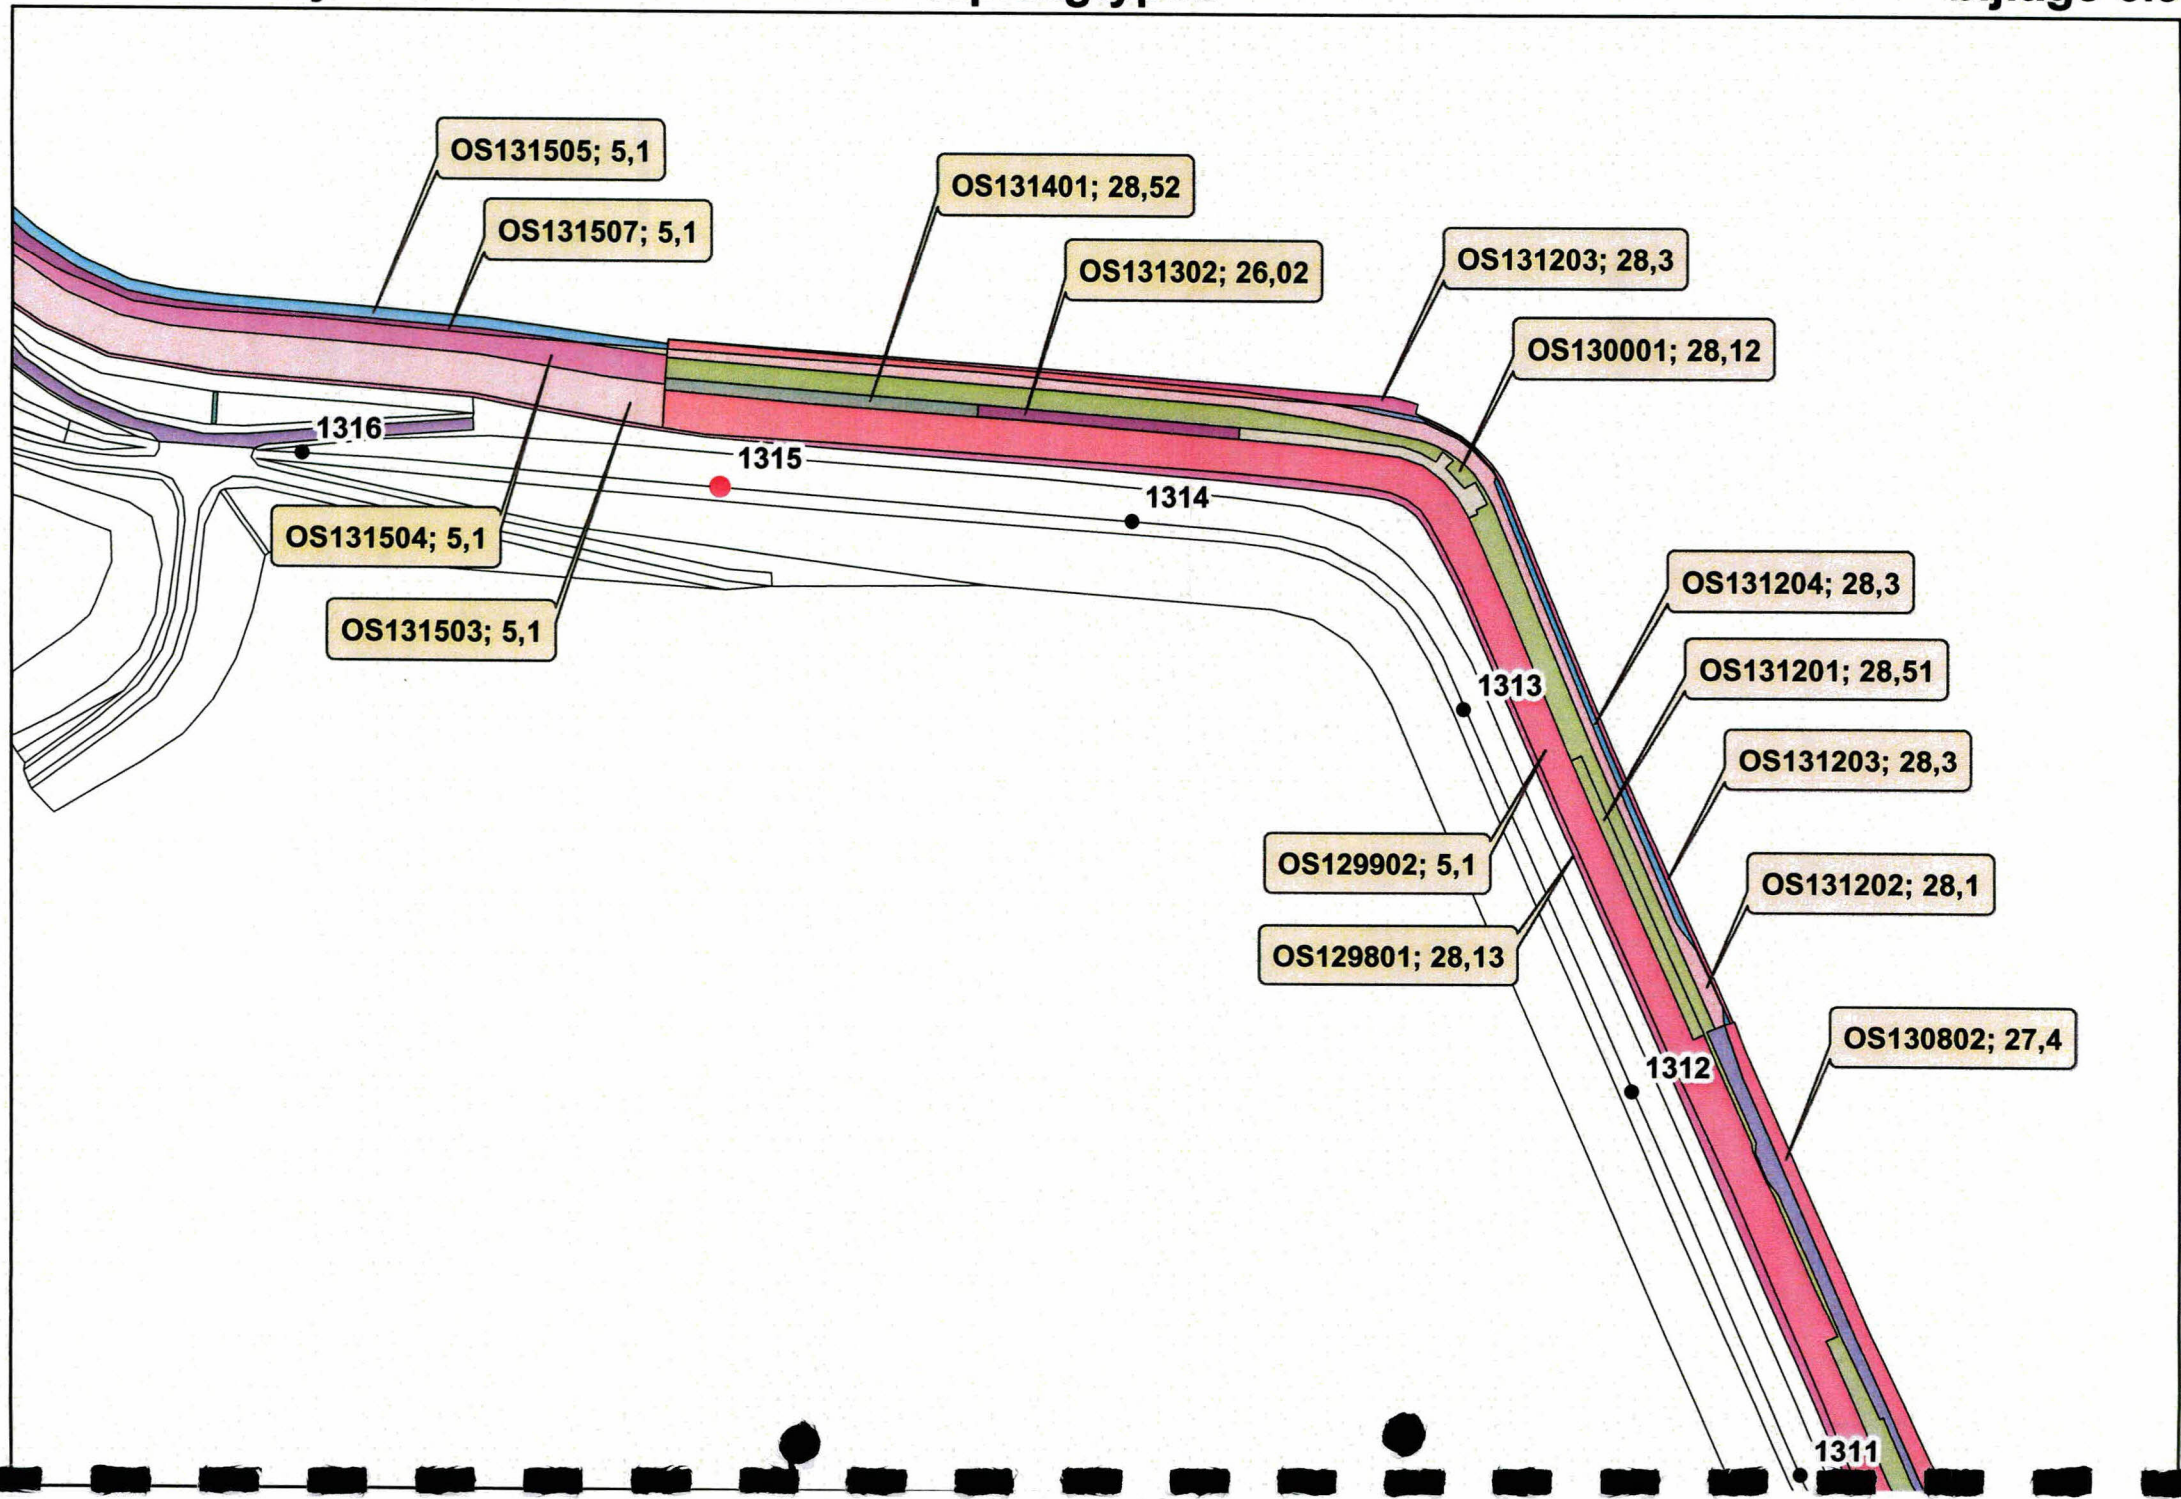 OS131505; 5,1
OS131401; 28,52
OS131507; 5,1
OS131203; 28,3
OS131302; 26,02
OS130001; 28,12
1316
1315
1314
OS131504; 5,1
OS131204; 28,3
OS131503; 5,1
OS131201; 28,51
1313
OS131203; 28,3
OS129902; 5,1
OS131202; 28,1
OS129801; 28,13
OS130802; 27,4
1312
1311